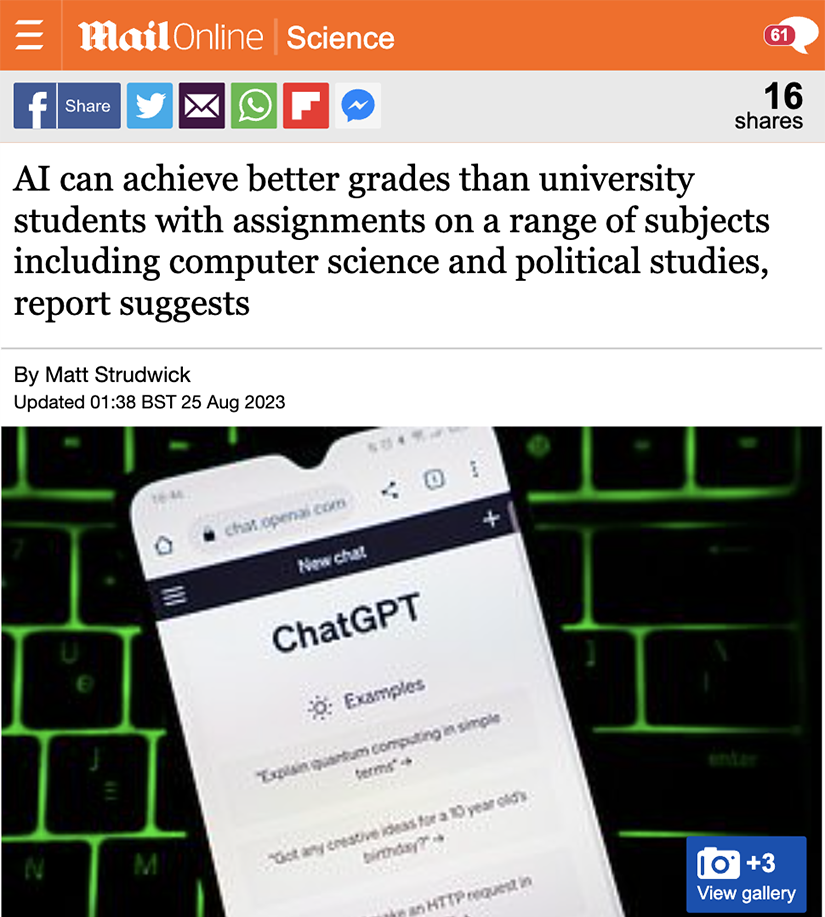 MailOnline Science
61
Share
16
shares
AI can achieve better grades than university
students with assignments on a range of subjects
including computer science and political studies,
report suggests
By Matt Strudwick
Updated 01:38 BST 25 Aug 2023
chat.openai.com
New chat
+
ChatGPT
Examples
"Explain quantum computing in simple
terms" →
"Got any creative ideas for a 10 year old's
birthday?" →
an HTTP request in
U
J
N M
enter
+3
View gallery